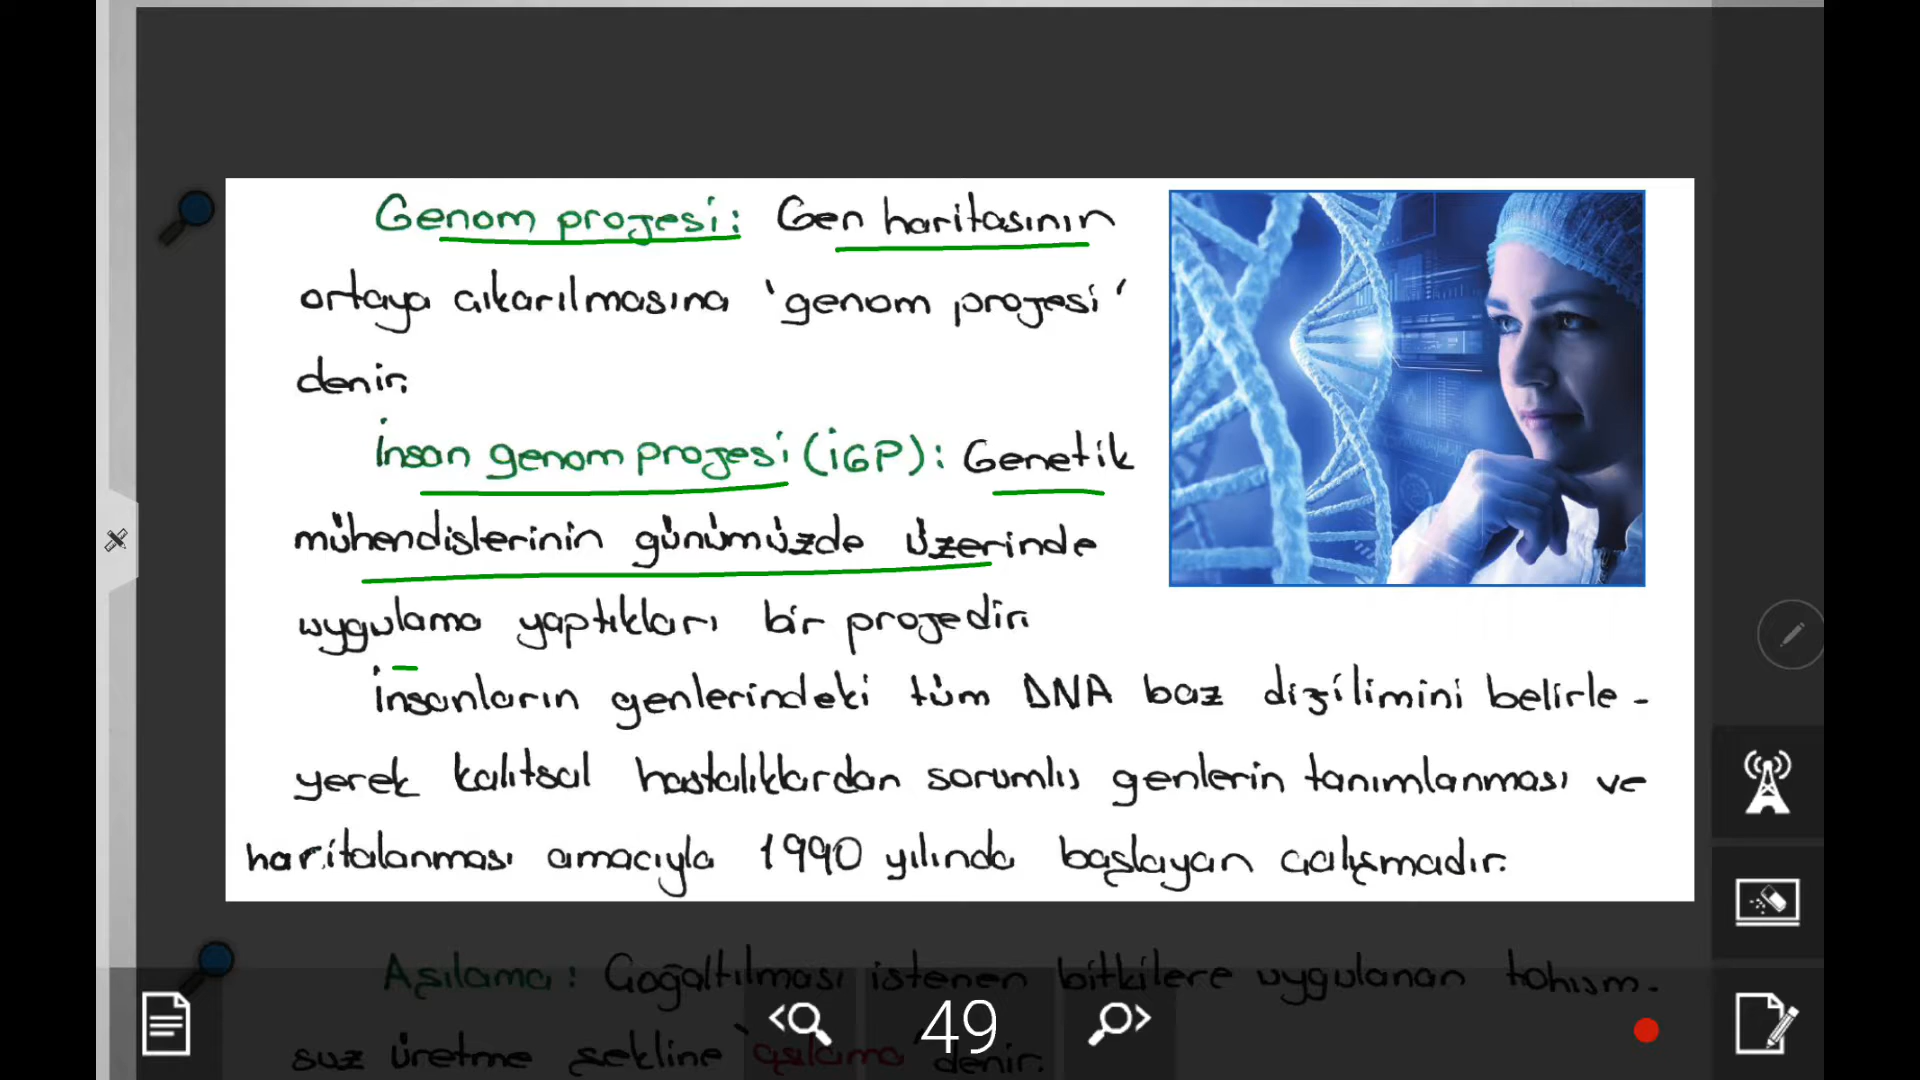 Genom projesi: Gen haritasının
ortaya çıkarılmasına 'genom projesi'
denir.
İnsan genom projesi (İGP): Genetik
mühendislerinin günümüzde üzerinde
uygulama yaptıkları bir projedir.
İnsanların genlerindeki tüm DNA baz dizilimini belirle-
yerek kalıtsal hastalıklardan sorumlu genlerin tanımlanması ve
haritalanması amacıyla 1990 yılında başlayan çalışmadır.
Aşılama: Çoğaltılması istenen bitkilere uygulanan tohum-
suz üretme şekline 'aşılama' denir.
49